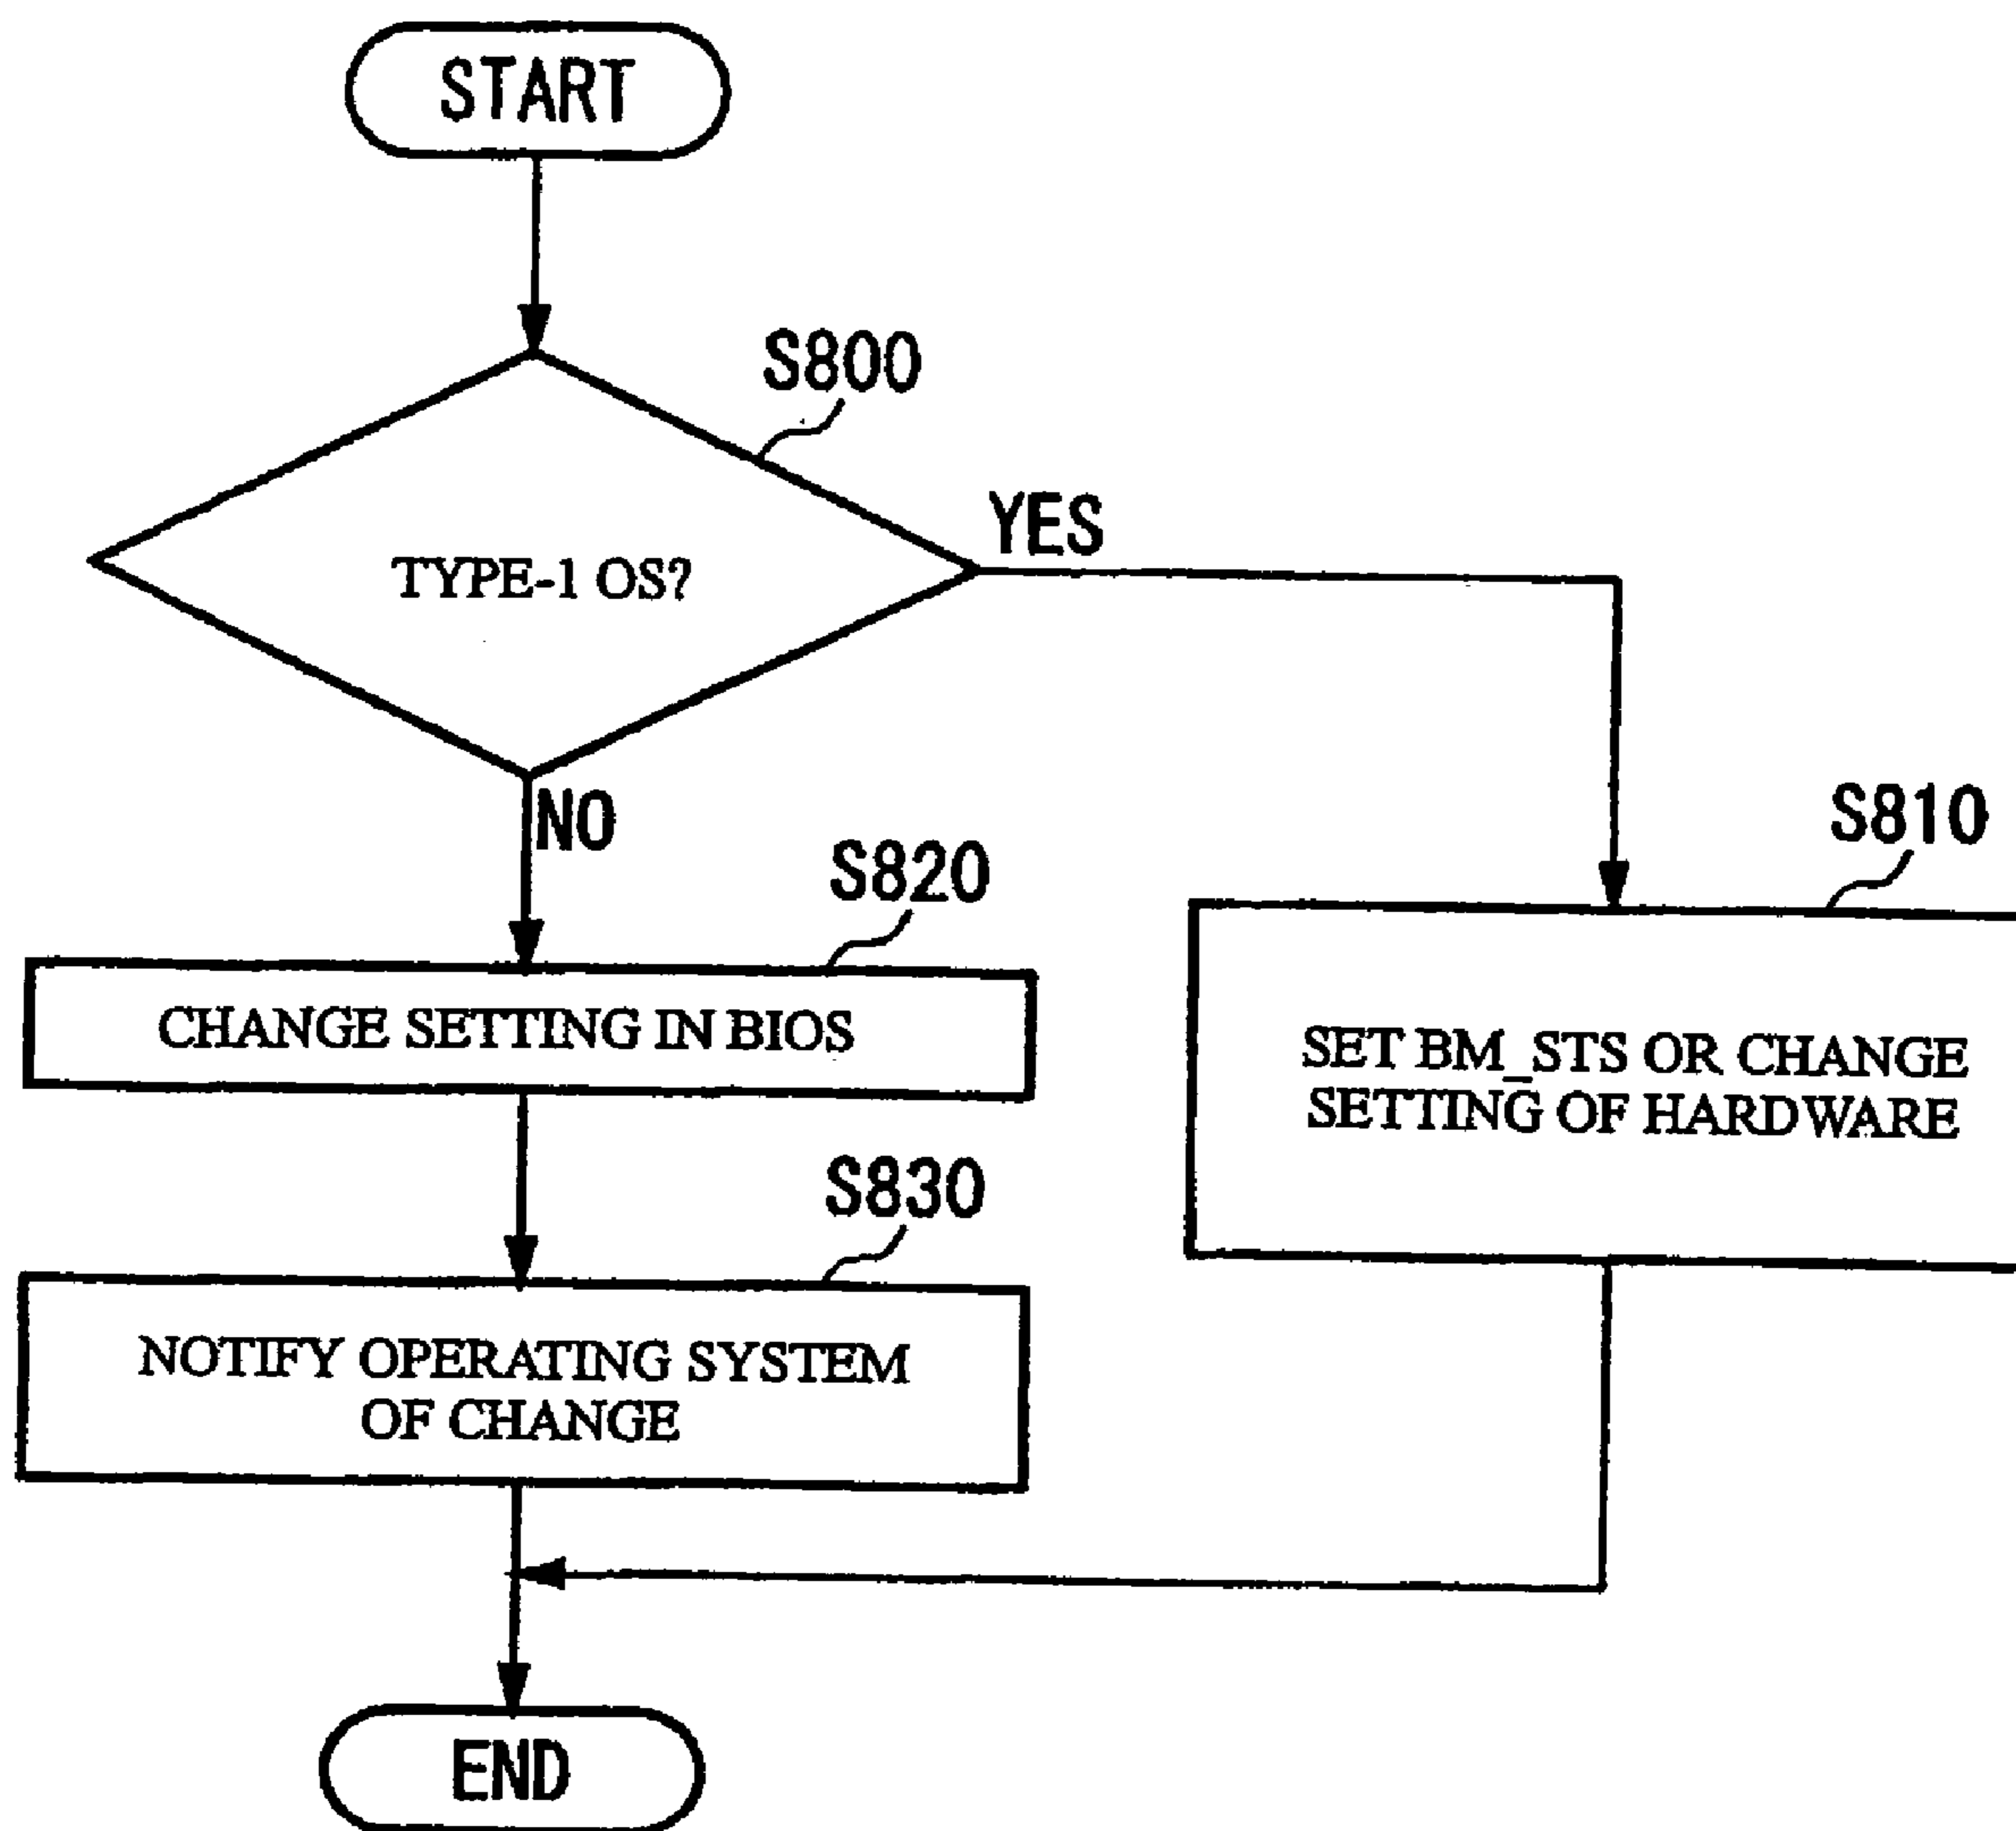 START
S800
TYPE-1 OS?
YES
NO
S820
CHANGE SETTING IN BIOS
S810
SET BM_STS OR CHANGE
SETTING OF HARDWARE
S830
NOTIFY OPERATING SYSTEM
OF CHANGE
END